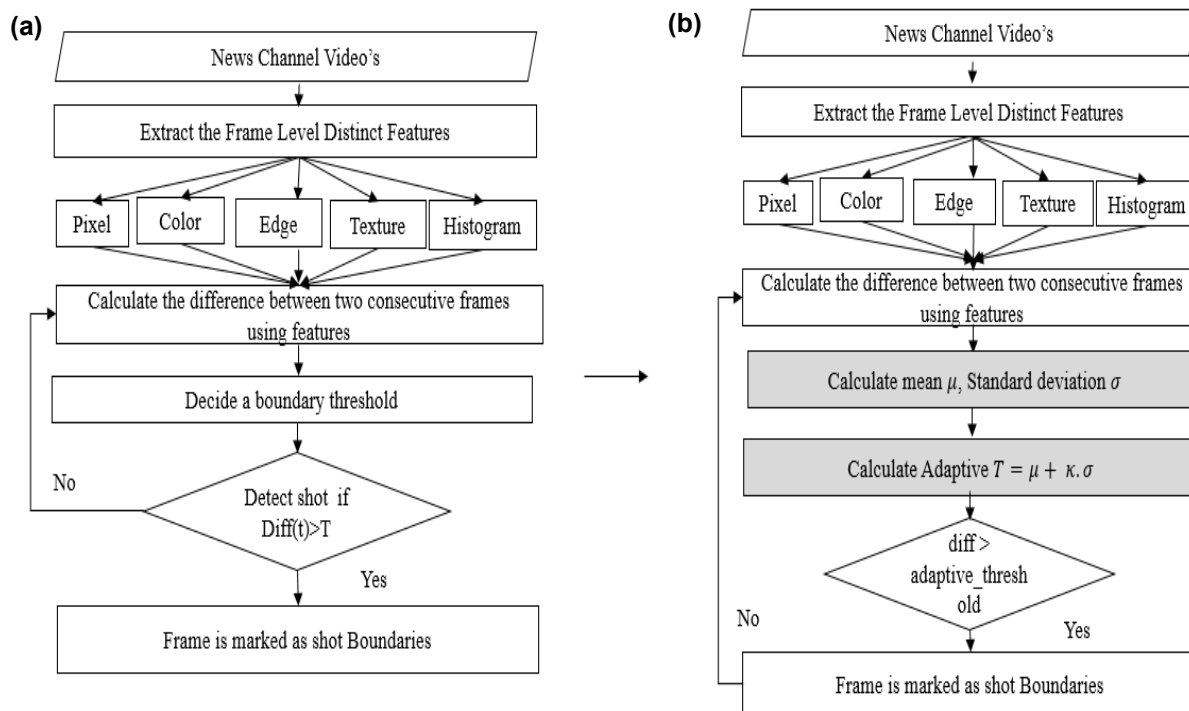 (a)
News Channel Video's
Extract the Frame Level Distinct Features
Pixel
Color
Edge
Texture
Histogram
Calculate the difference between two consecutive frames
using features
Decide a boundary threshold
No
Detect shot if
Diff(t)>T
Yes
Frame is marked as shot Boundaries
(b)
News Channel Video's
Extract the Frame Level Distinct Features
Pixel
Color
Edge
Texture
Histogram
Calculate the difference between two consecutive frames
using features
Calculate mean μ, Standard deviation σ
Calculate Adaptive T = μ + κ. σ
diff >
adaptive_thresh
old
No
Yes
Frame is marked as shot Boundaries